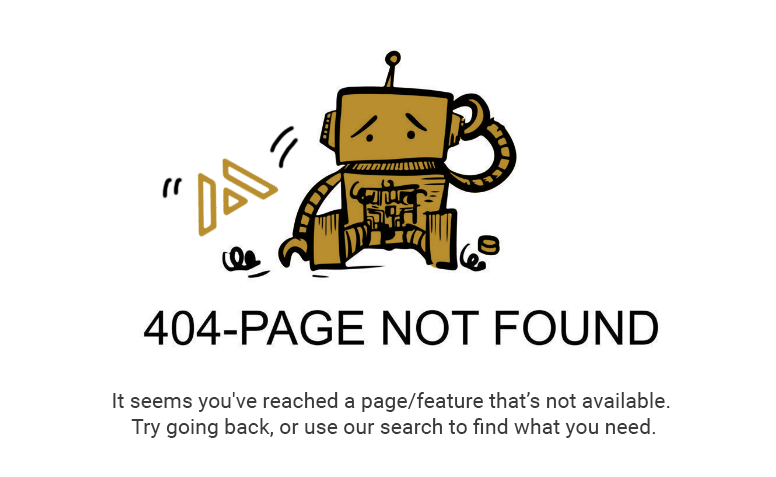 404-PAGE NOT FOUND
It seems you've reached a page/feature that’s not available.
Try going back, or use our search to find what you need.